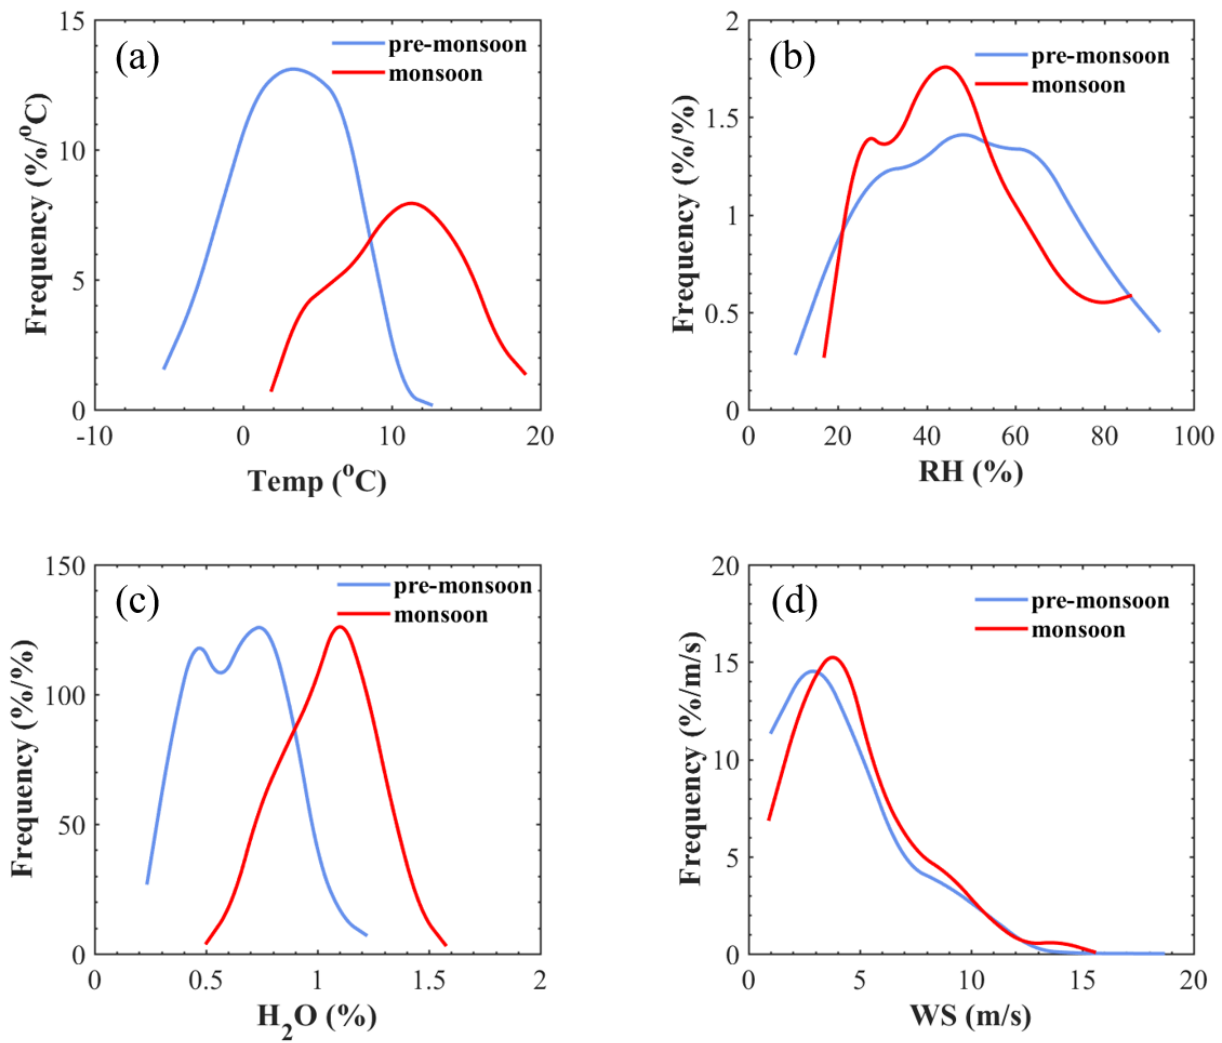 (a)
pre-monsoon
monsoon
15
10
5
0
-10
0
10
20
Frequency (%/°C)
Temp (°C)
(b)
pre-monsoon
monsoon
2
1.5
1
0.5
0
0
20
40
60
80
100
Frequency (%/%)
RH (%)
(c)
pre-monsoon
monsoon
150
100
50
0
0
0.5
1
1.5
2
Frequency (%/%)
H₂O (%)
(d)
pre-monsoon
monsoon
20
15
10
5
0
0
5
10
15
20
Frequency (%/m/s)
WS (m/s)